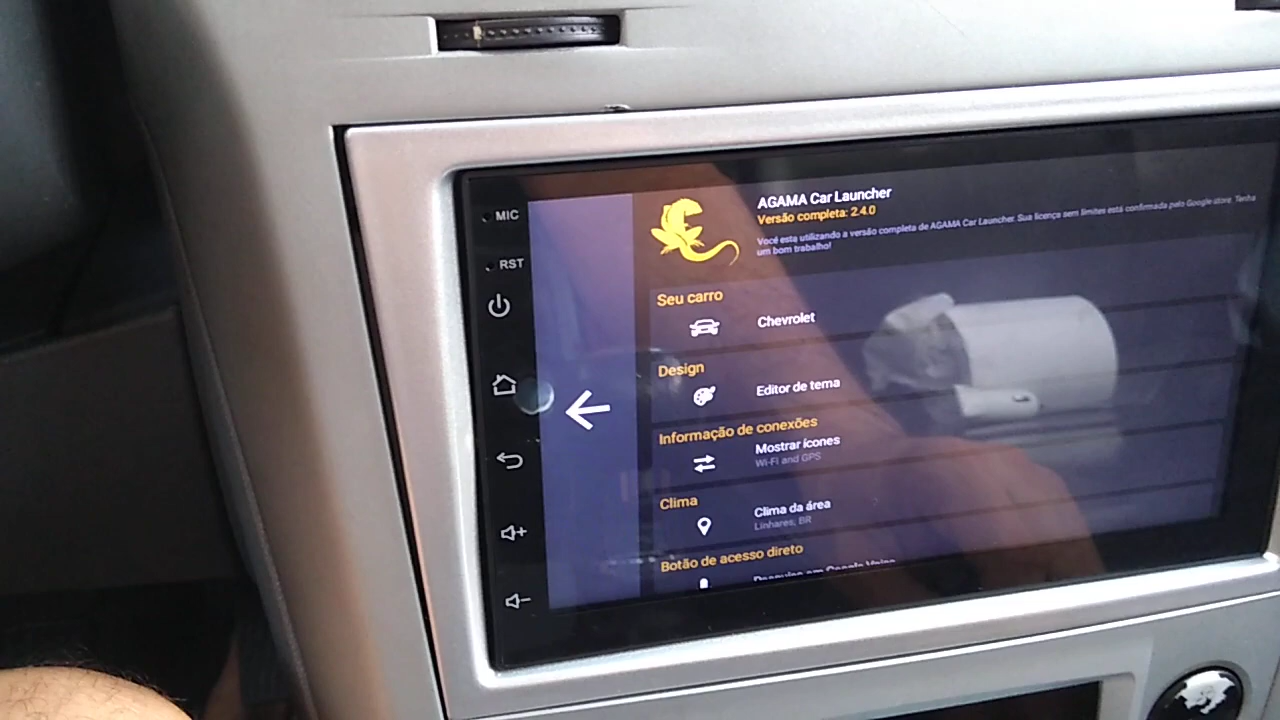 MIC
RST
AGAMA Car Launcher
Versão completa: 2.4.0
Você esta utilizando a versão completa de AGAMA Car Launcher. Sua licença sem limites está confirmada pelo Google store. Tenha
um bom trabalho!
Seu carro
Chevrolet
Design
Editor de tema
Informação de conexões
Mostrar ícones
Wi-Fi and GPS
Clima
Clima da área
Linhares, BR
Botão de acesso direto